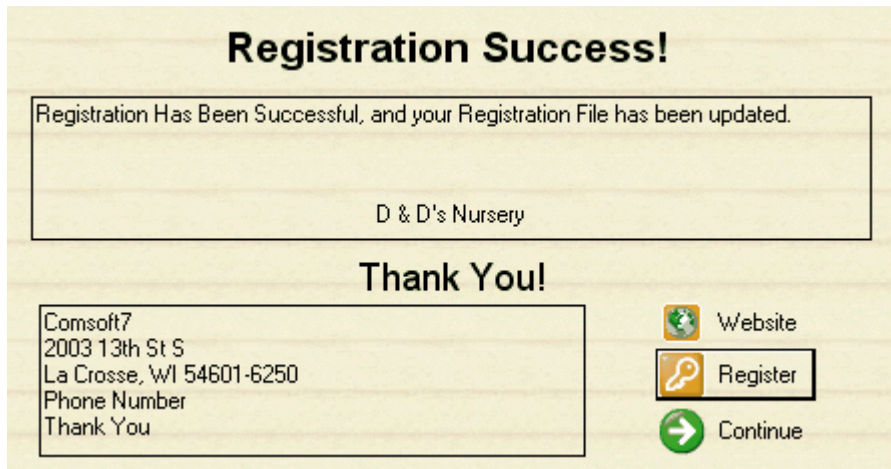 Registration Success!
Registration Has Been Successful, and your Registration File has been updated.
D & D's Nursery
Thank You!
Comsoft7
2003 13th St S
La Crosse, WI 54601-6250
Phone Number
Thank You
Website
Register
Continue